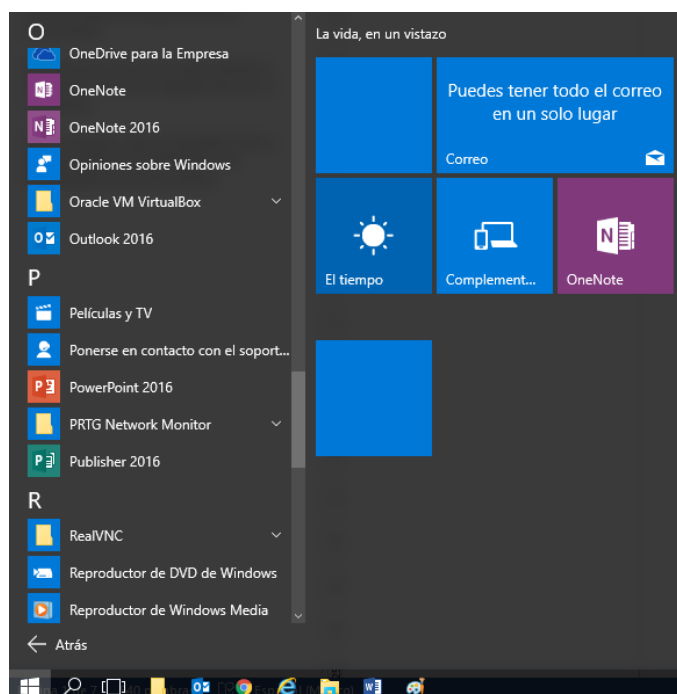 O
OneDrive para la Empresa
OneNote
OneNote 2016
Opiniones sobre Windows
Oracle VM VirtualBox
Outlook 2016
P
Películas y TV
Ponerse en contacto con el soport...
PowerPoint 2016
PRTG Network Monitor
Publisher 2016
R
RealVNC
Reproductor de DVD de Windows
Reproductor de Windows Media
Atrás
La vida, en un vistazo
Puedes tener todo el correo
en un solo lugar
Correo
El tiempo
Complement...
OneNote